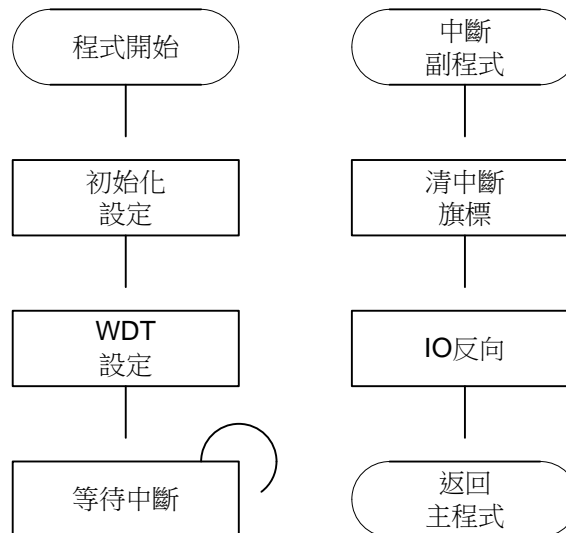 程式開始
初始化
設定
WDT
設定
等待中斷
中斷
副程式
清中斷
旗標
IO反向
返回
主程式